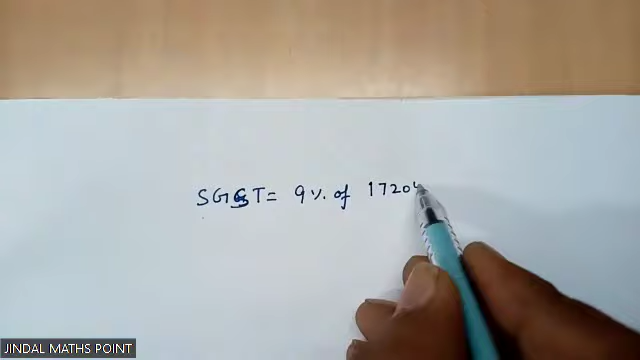 SGST= 9% of 1720
JINDAL MATHS POINT